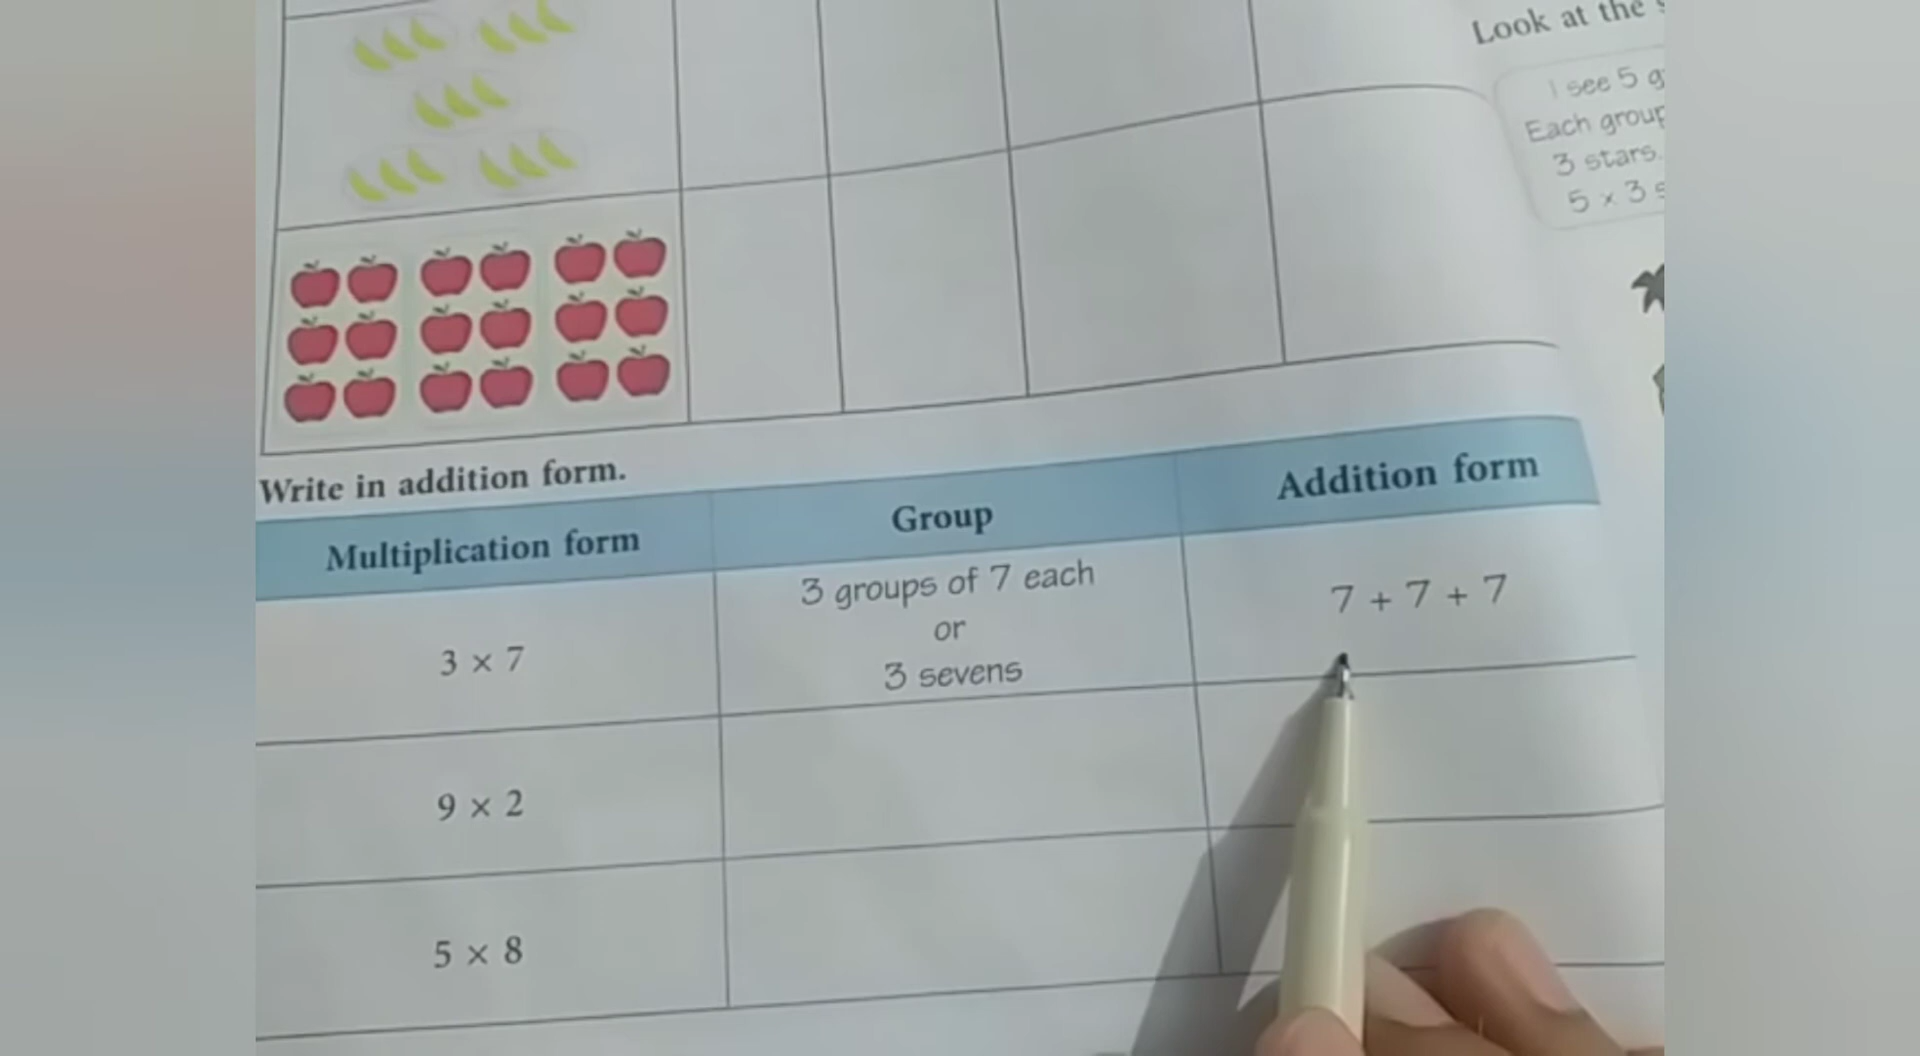 Look at the
I see 5
Each group
3 stars.
5 × 3
Write in addition form.
Multiplication form Group Addition form
3 × 7
3 groups of 7 each
or
3 sevens
7 + 7 + 7
9 × 2
5 × 8